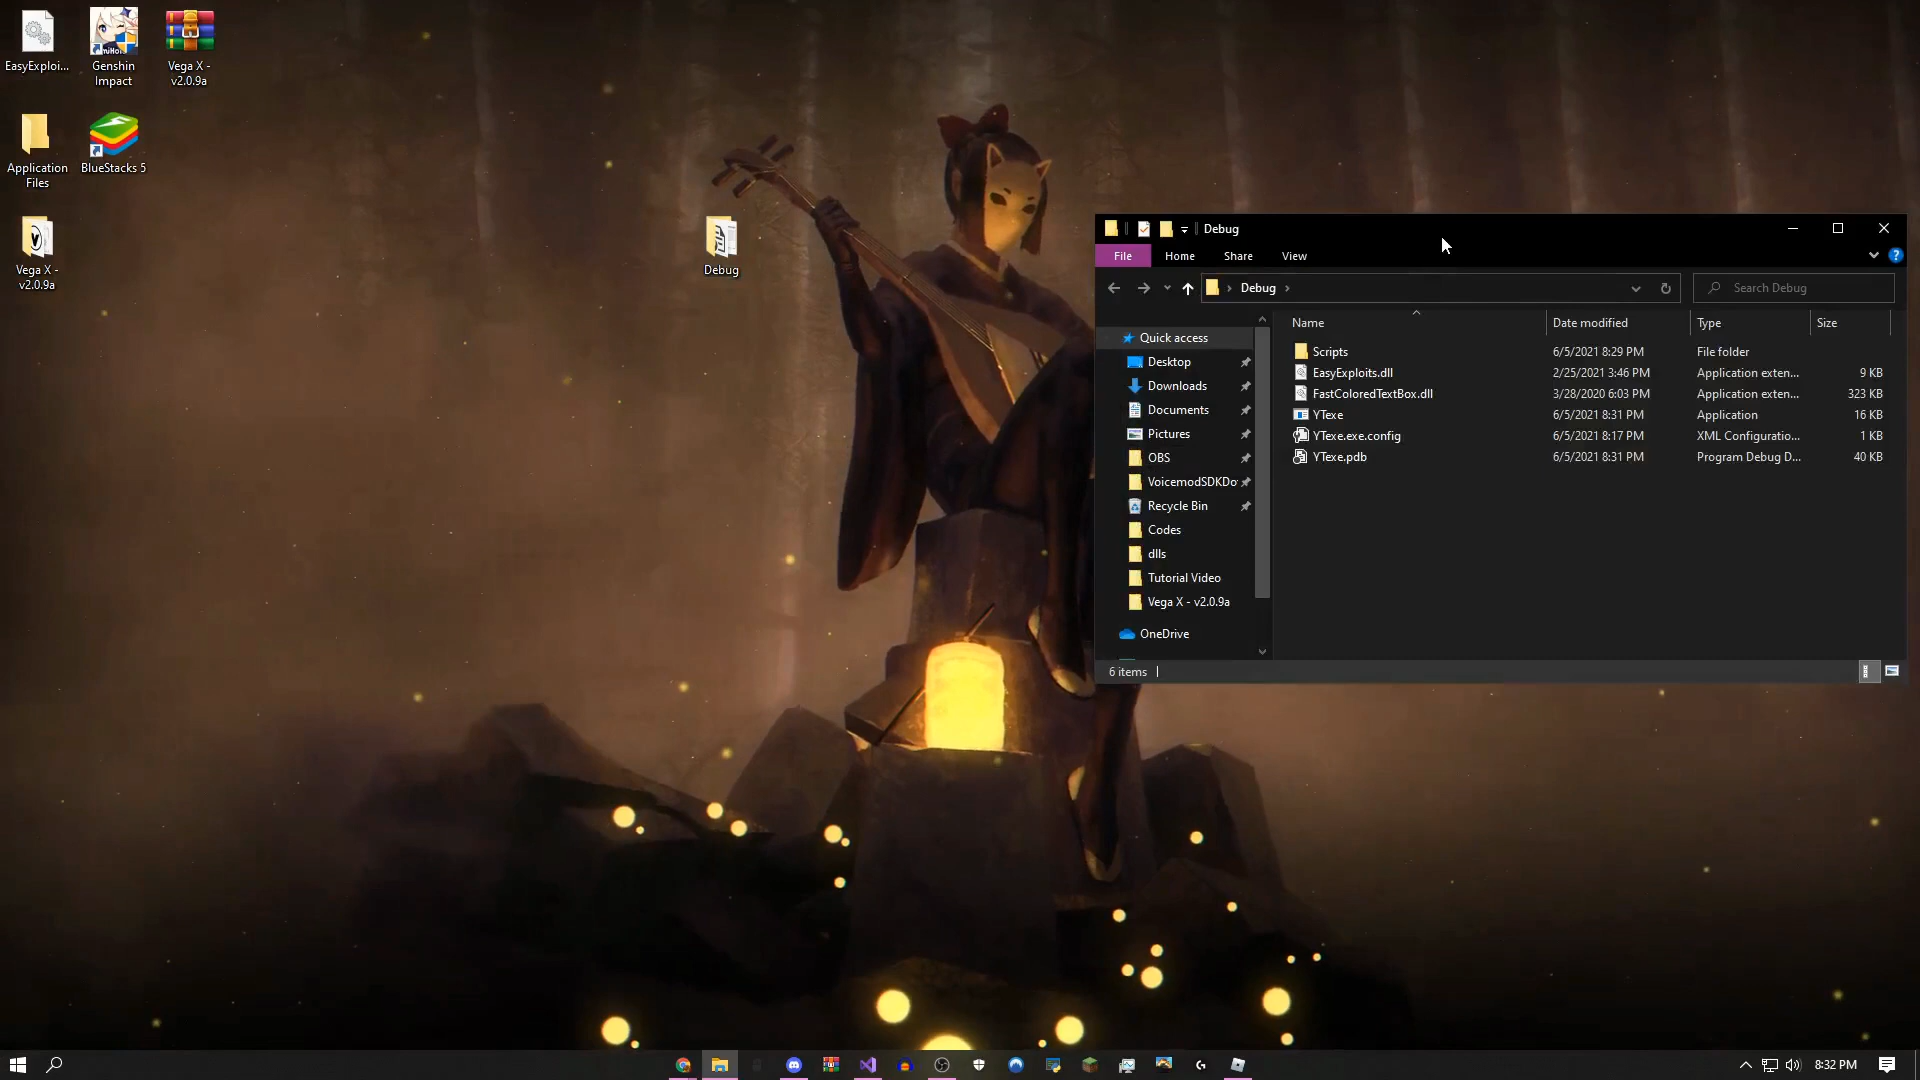 EasyExploi...
Genshin
Impact
Vega X -
v2.0.9a
Application
Files
BlueStacks 5
Vega X -
v2.0.9a
Debug
Debug
File
Home
Share
View
Debug
Search Debug
Name
Date modified
Type
Size
Quick access
Desktop
Downloads
Documents
Pictures
OBS
VoicemodSDKDo
Recycle Bin
Codes
dlls
Tutorial Video
Vega X - v2.0.9a
OneDrive
Scripts 6/5/2021 8:29 PM File folder
EasyExploits.dll 2/25/2021 3:46 PM Application exten... 9 KB
FastColoredTextBox.dll 3/28/2020 6:03 PM Application exten... 323 KB
YTexe 6/5/2021 8:31 PM Application 16 KB
YTexe.exe.config 6/5/2021 8:17 PM XML Configuratio... 1 KB
YTexe.pdb 6/5/2021 8:31 PM Program Debug D... 40 KB
6 items
8:32 PM